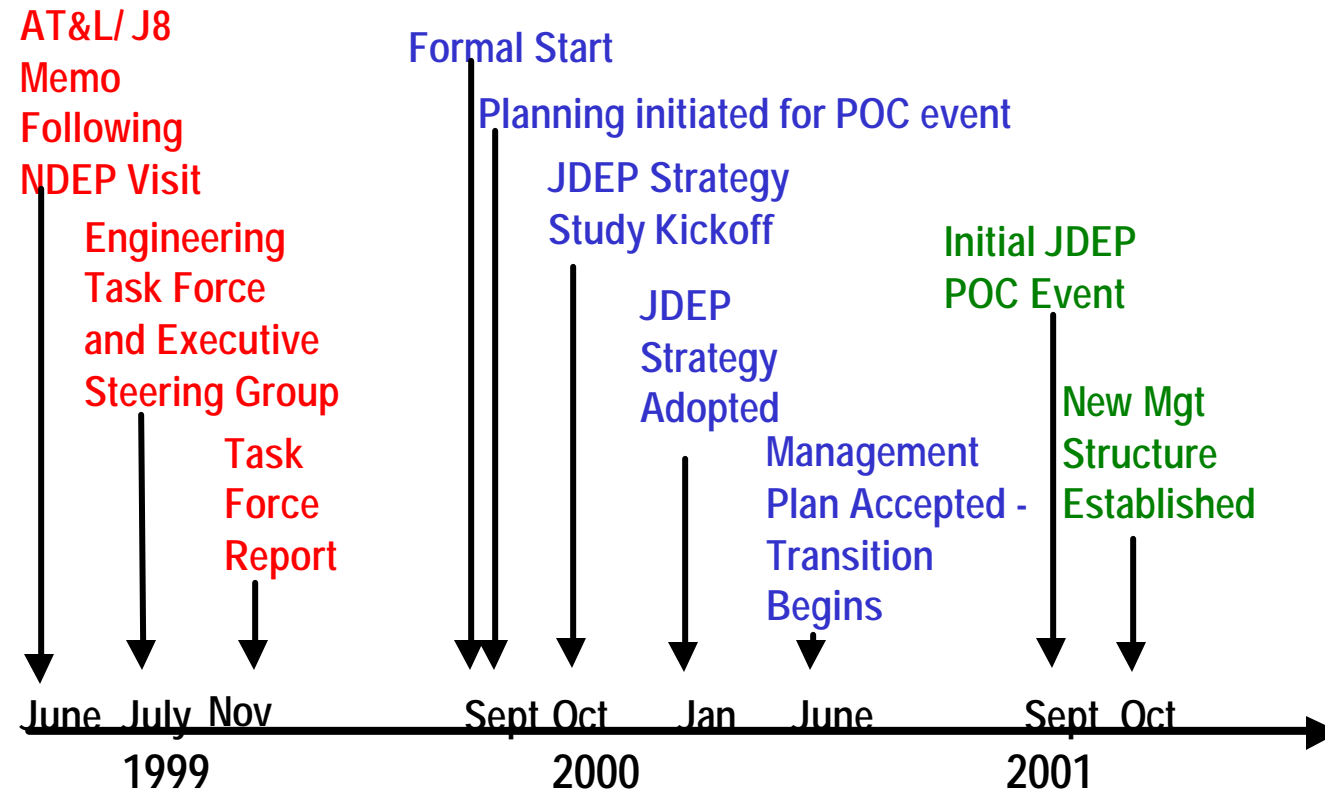 AT&L/ J8
Memo
Following
NDEP Visit
Engineering
Task Force
and Executive
Steering Group
Task
Force
Report
Formal Start
Planning initiated for POC event
JDEP Strategy
Study Kickoff
JDEP
Strategy
Adopted
Management
Plan Accepted -
Transition
Begins
Initial JDEP
POC Event
New Mgt
Structure
Established
June July Nov Sept Oct Jan June Sept Oct
1999 2000 2001